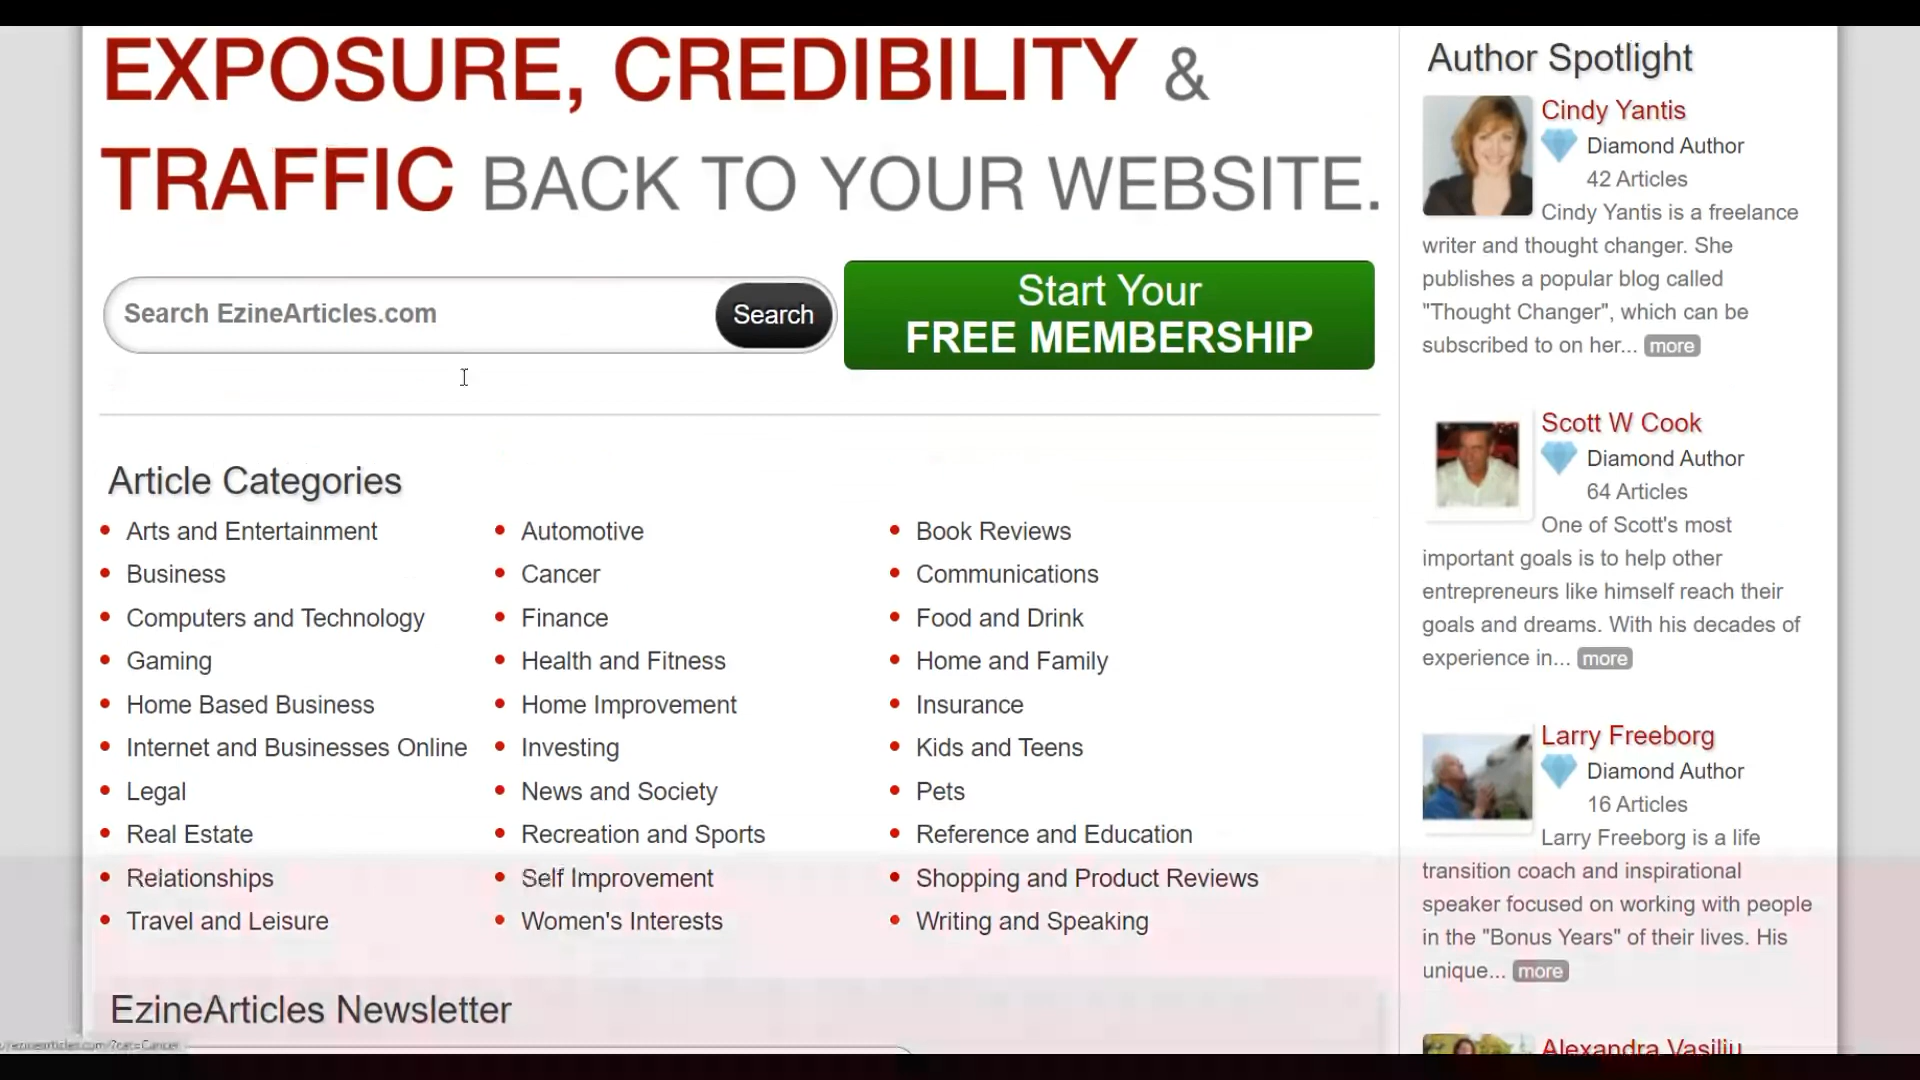 EXPOSURE, CREDIBILITY &
TRAFFIC BACK TO YOUR WEBSITE.
Search EzineArticles.com
Search
Start Your
FREE MEMBERSHIP
Article Categories
Arts and Entertainment
Automotive
Book Reviews
Business
Cancer
Communications
Computers and Technology
Finance
Food and Drink
Gaming
Health and Fitness
Home and Family
Home Based Business
Home Improvement
Insurance
Internet and Businesses Online
Investing
Kids and Teens
Legal
News and Society
Pets
Real Estate
Recreation and Sports
Reference and Education
Relationships
Self Improvement
Shopping and Product Reviews
Travel and Leisure
Women's Interests
Writing and Speaking
EzineArticles Newsletter
Author Spotlight
Cindy Yantis
Diamond Author
42 Articles
Cindy Yantis is a freelance
writer and thought changer. She
publishes a popular blog called
"Thought Changer", which can be
subscribed to on her... more
Scott W Cook
Diamond Author
64 Articles
One of Scott's most
important goals is to help other
entrepreneurs like himself reach their
goals and dreams. With his decades of
experience in... more
Larry Freeborg
Diamond Author
16 Articles
Larry Freeborg is a life
transition coach and inspirational
speaker focused on working with people
in the "Bonus Years" of their lives. His
unique... more
Alexandra Vasiliu